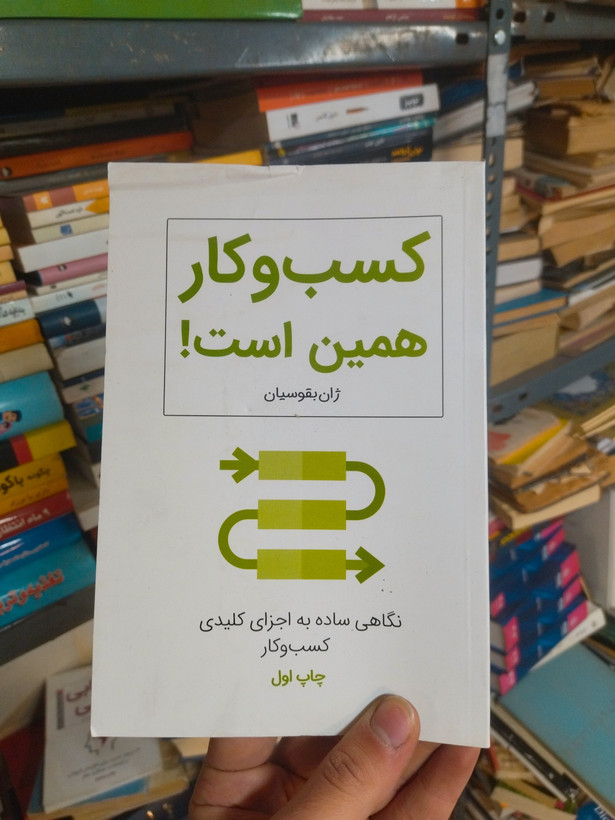 کسب‌وکار
همین است!
ژان بقوسیان
نگاهی ساده به اجزای کلیدی
کسب‌وکار
چاپ اول